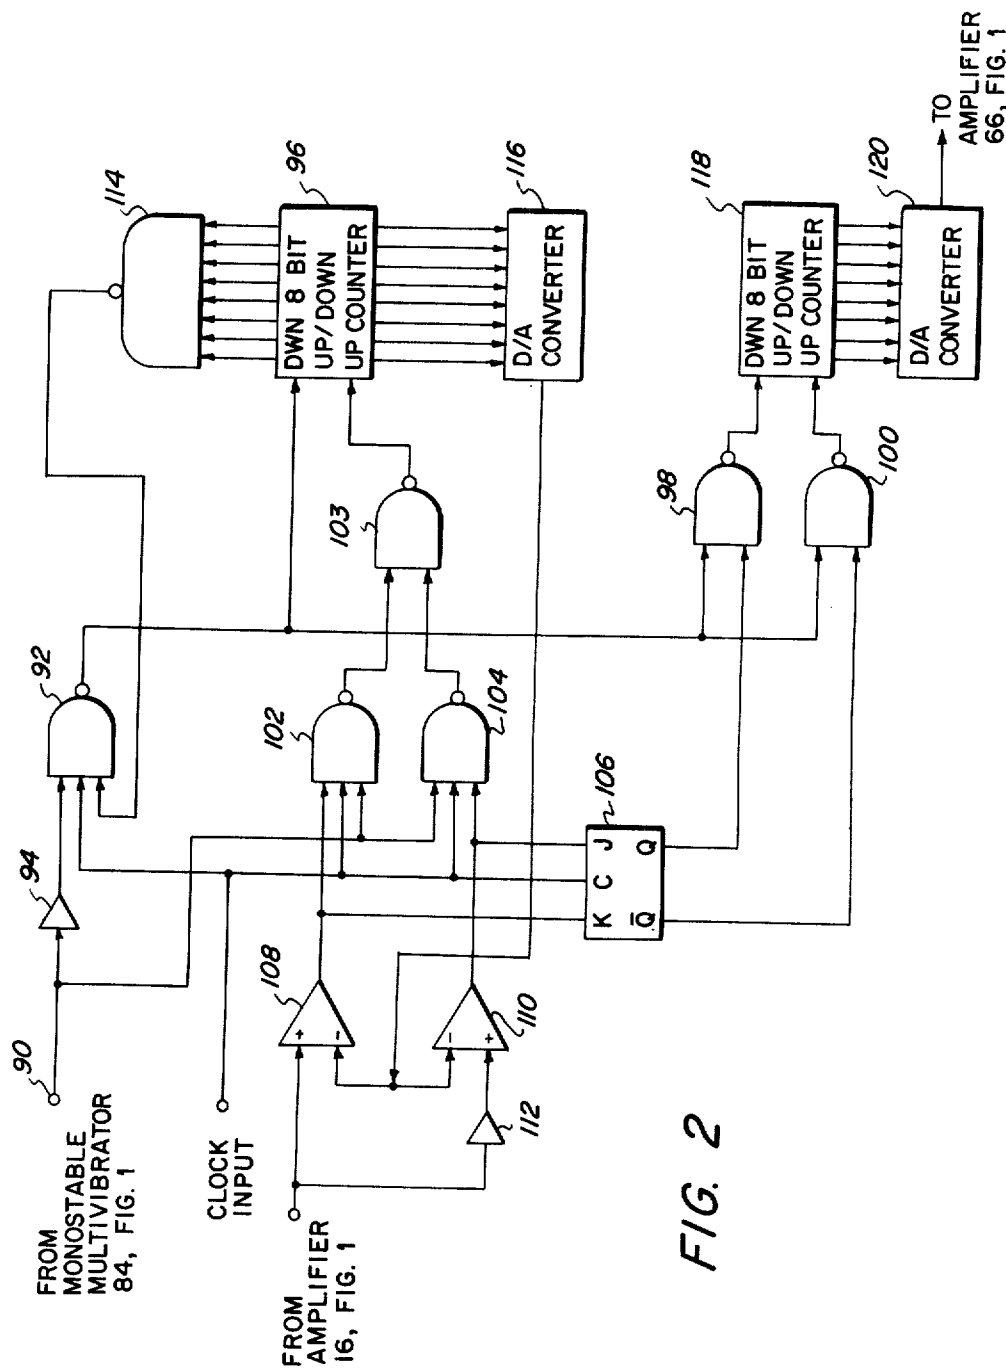 FROM
MONOSTABLE
MULTIVIBRATOR
84, FIG. 1
90
94
92
114
CLOCK
INPUT
DWN 8 BIT
UP/DOWN
UP COUNTER
96
102
103
104
FROM
AMPLIFIER
16, FIG. 1
108
+
-
110
-
+
112
D/A
CONVERTER
116
106
K C J
Q̅ Q
98
100
DWN 8 BIT
UP/DOWN
UP COUNTER
118
D/A
CONVERTER
120
TO
AMPLIFIER
66, FIG. 1
FIG. 2